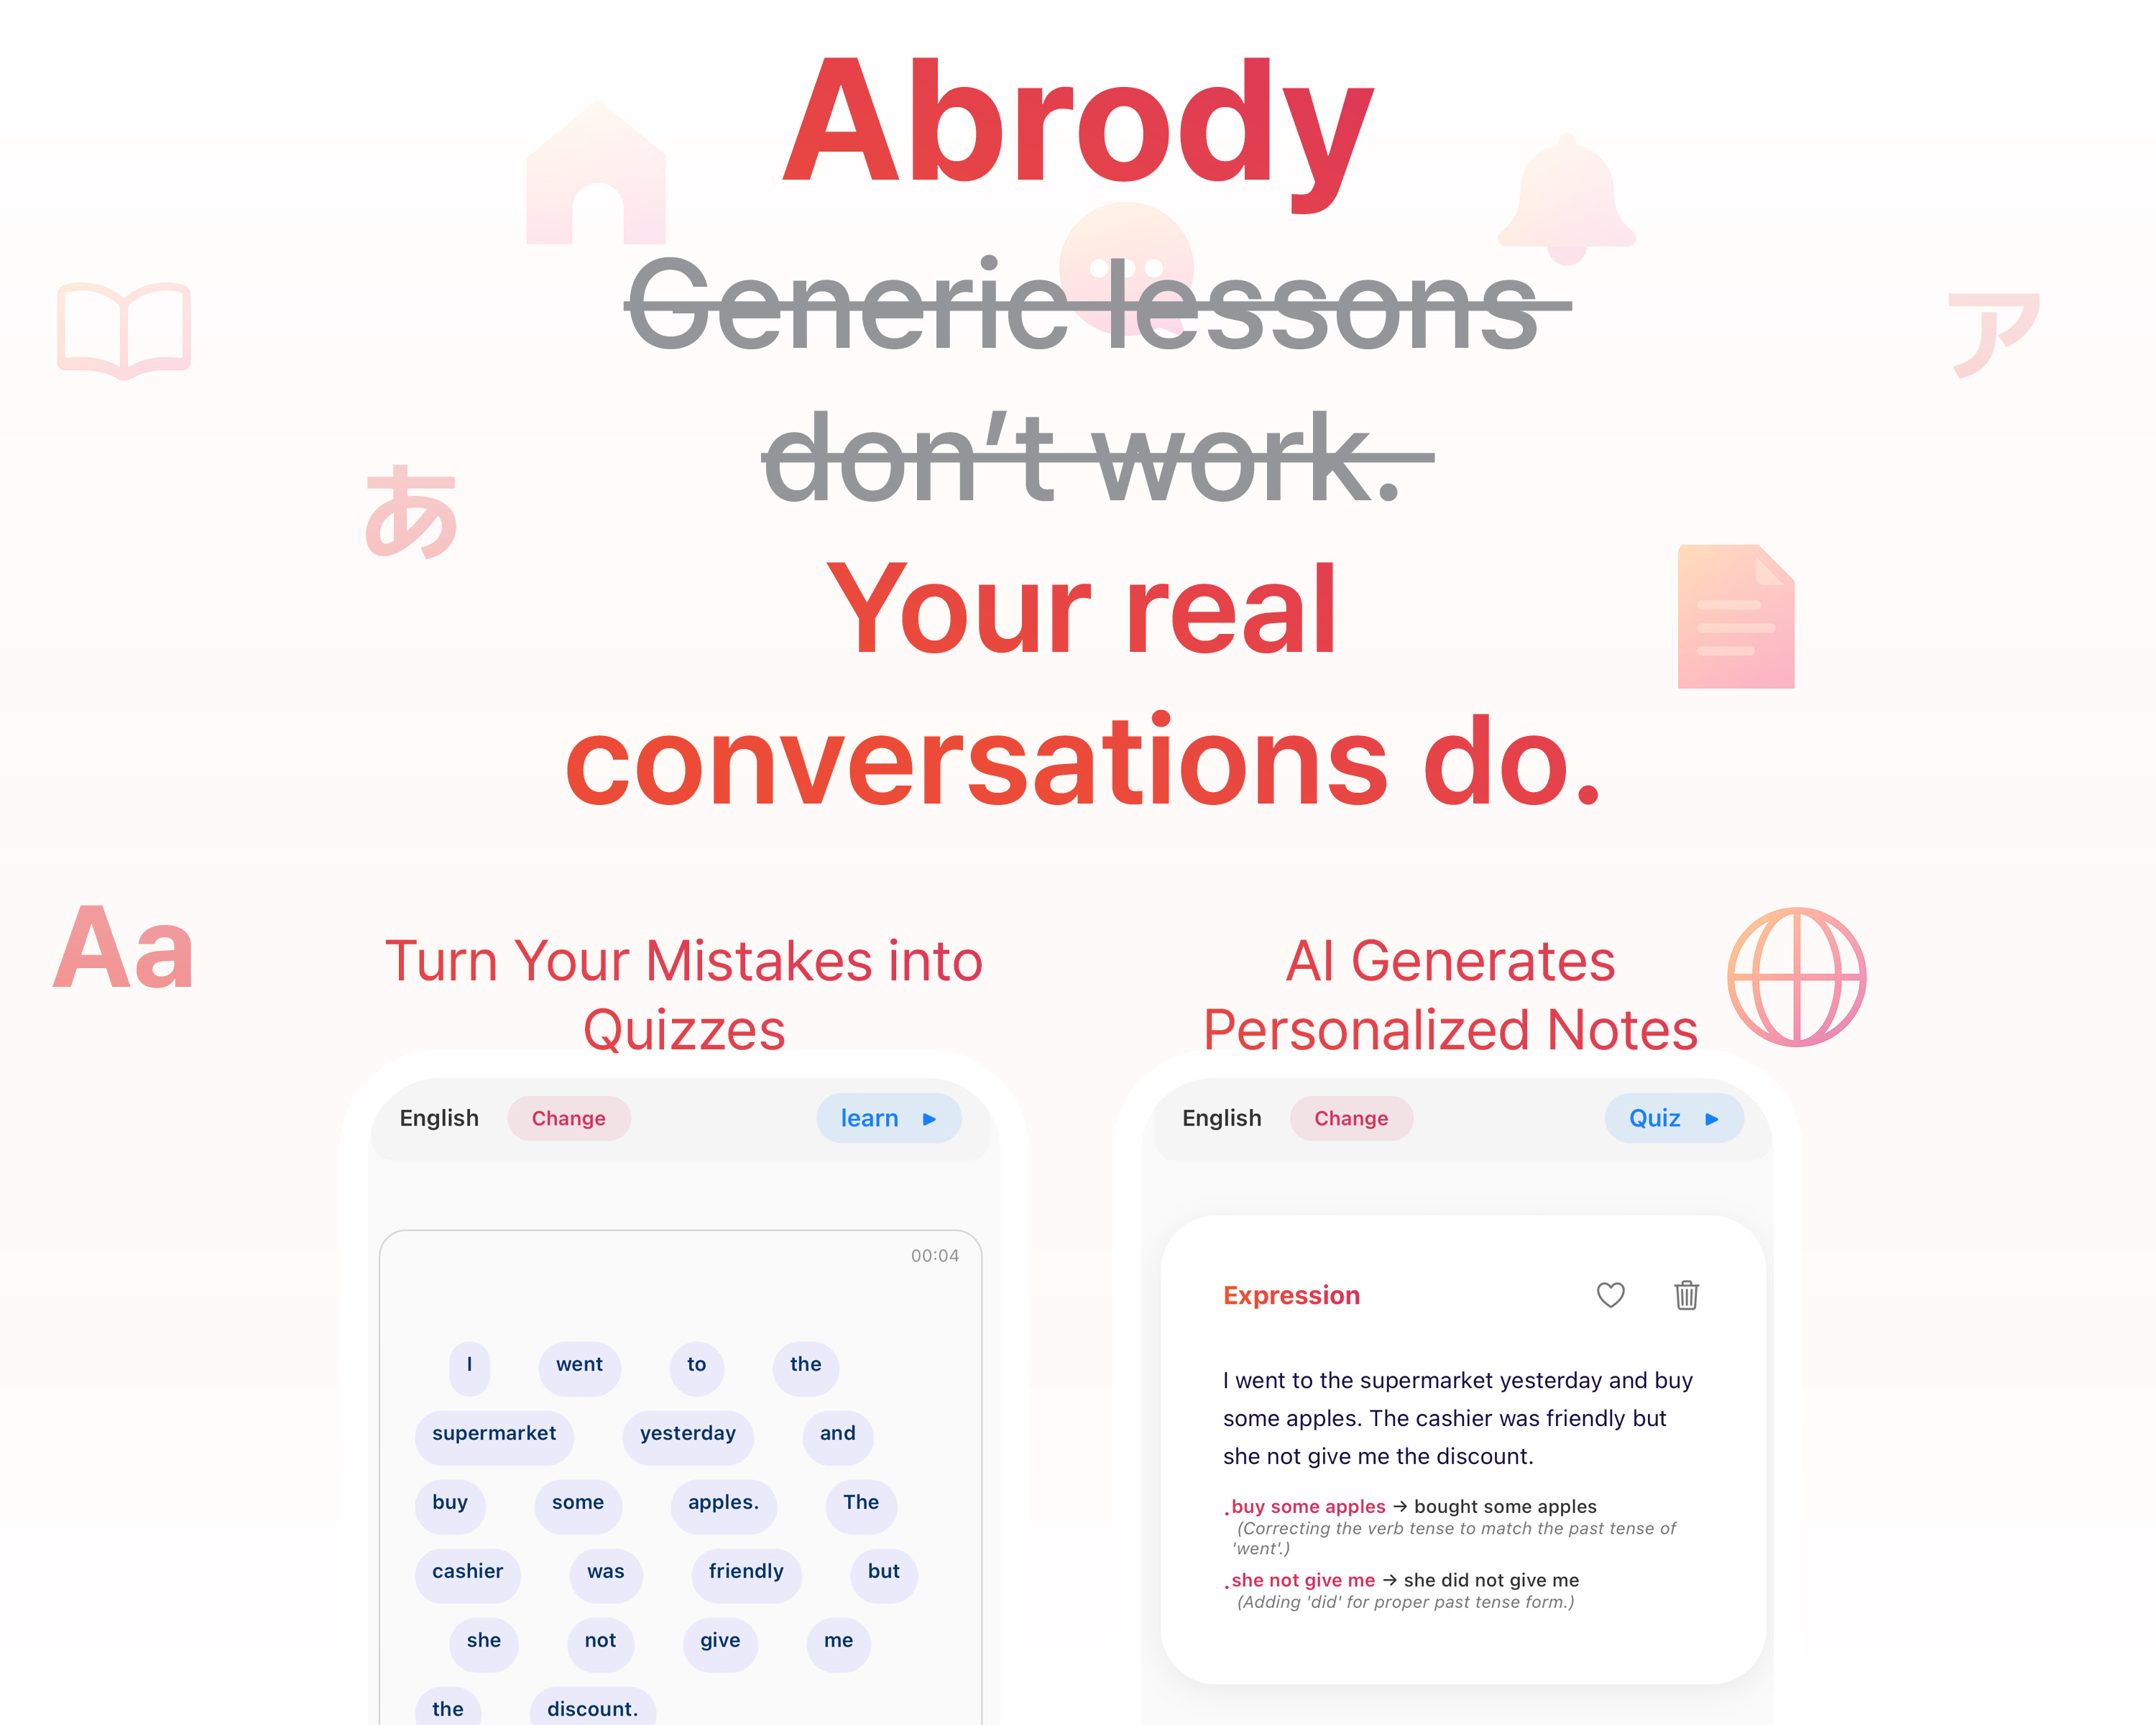 Abrody
Generic lessons
don’t work.
Your real
conversations do.
ア
あ
Aa
Turn Your Mistakes into
Quizzes
English
Change
learn
00:04
I went to the
supermarket yesterday and
buy some apples. The
cashier was friendly but
she not give me
the discount.
AI Generates
Personalized Notes
English
Change
Quiz
Expression
I went to the supermarket yesterday and buy
some apples. The cashier was friendly but
she not give me the discount.
.buy some apples → bought some apples
(Correcting the verb tense to match the past tense of
'went'.)
.she not give me → she did not give me
(Adding 'did' for proper past tense form.)